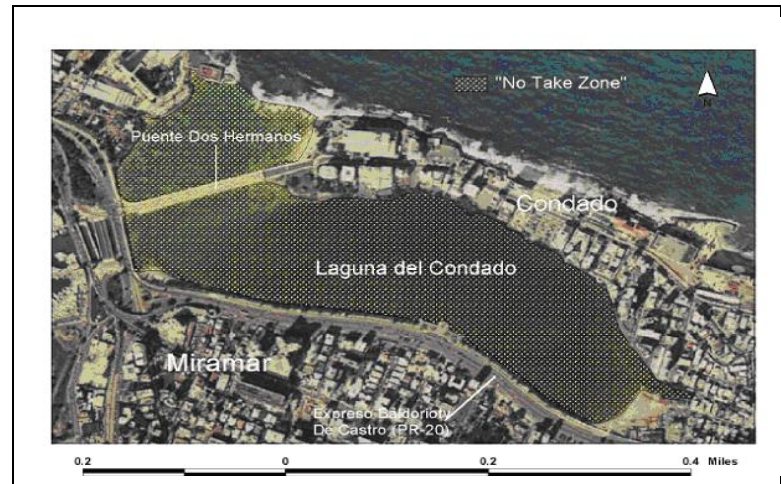 "No Take Zone"
N
Puente Dos Hermanos
Condado
Laguna del Condado
Miramar
Expreso Baldorioty
De Castro (PR-20)
0.2 0 0.2 0.4 Miles